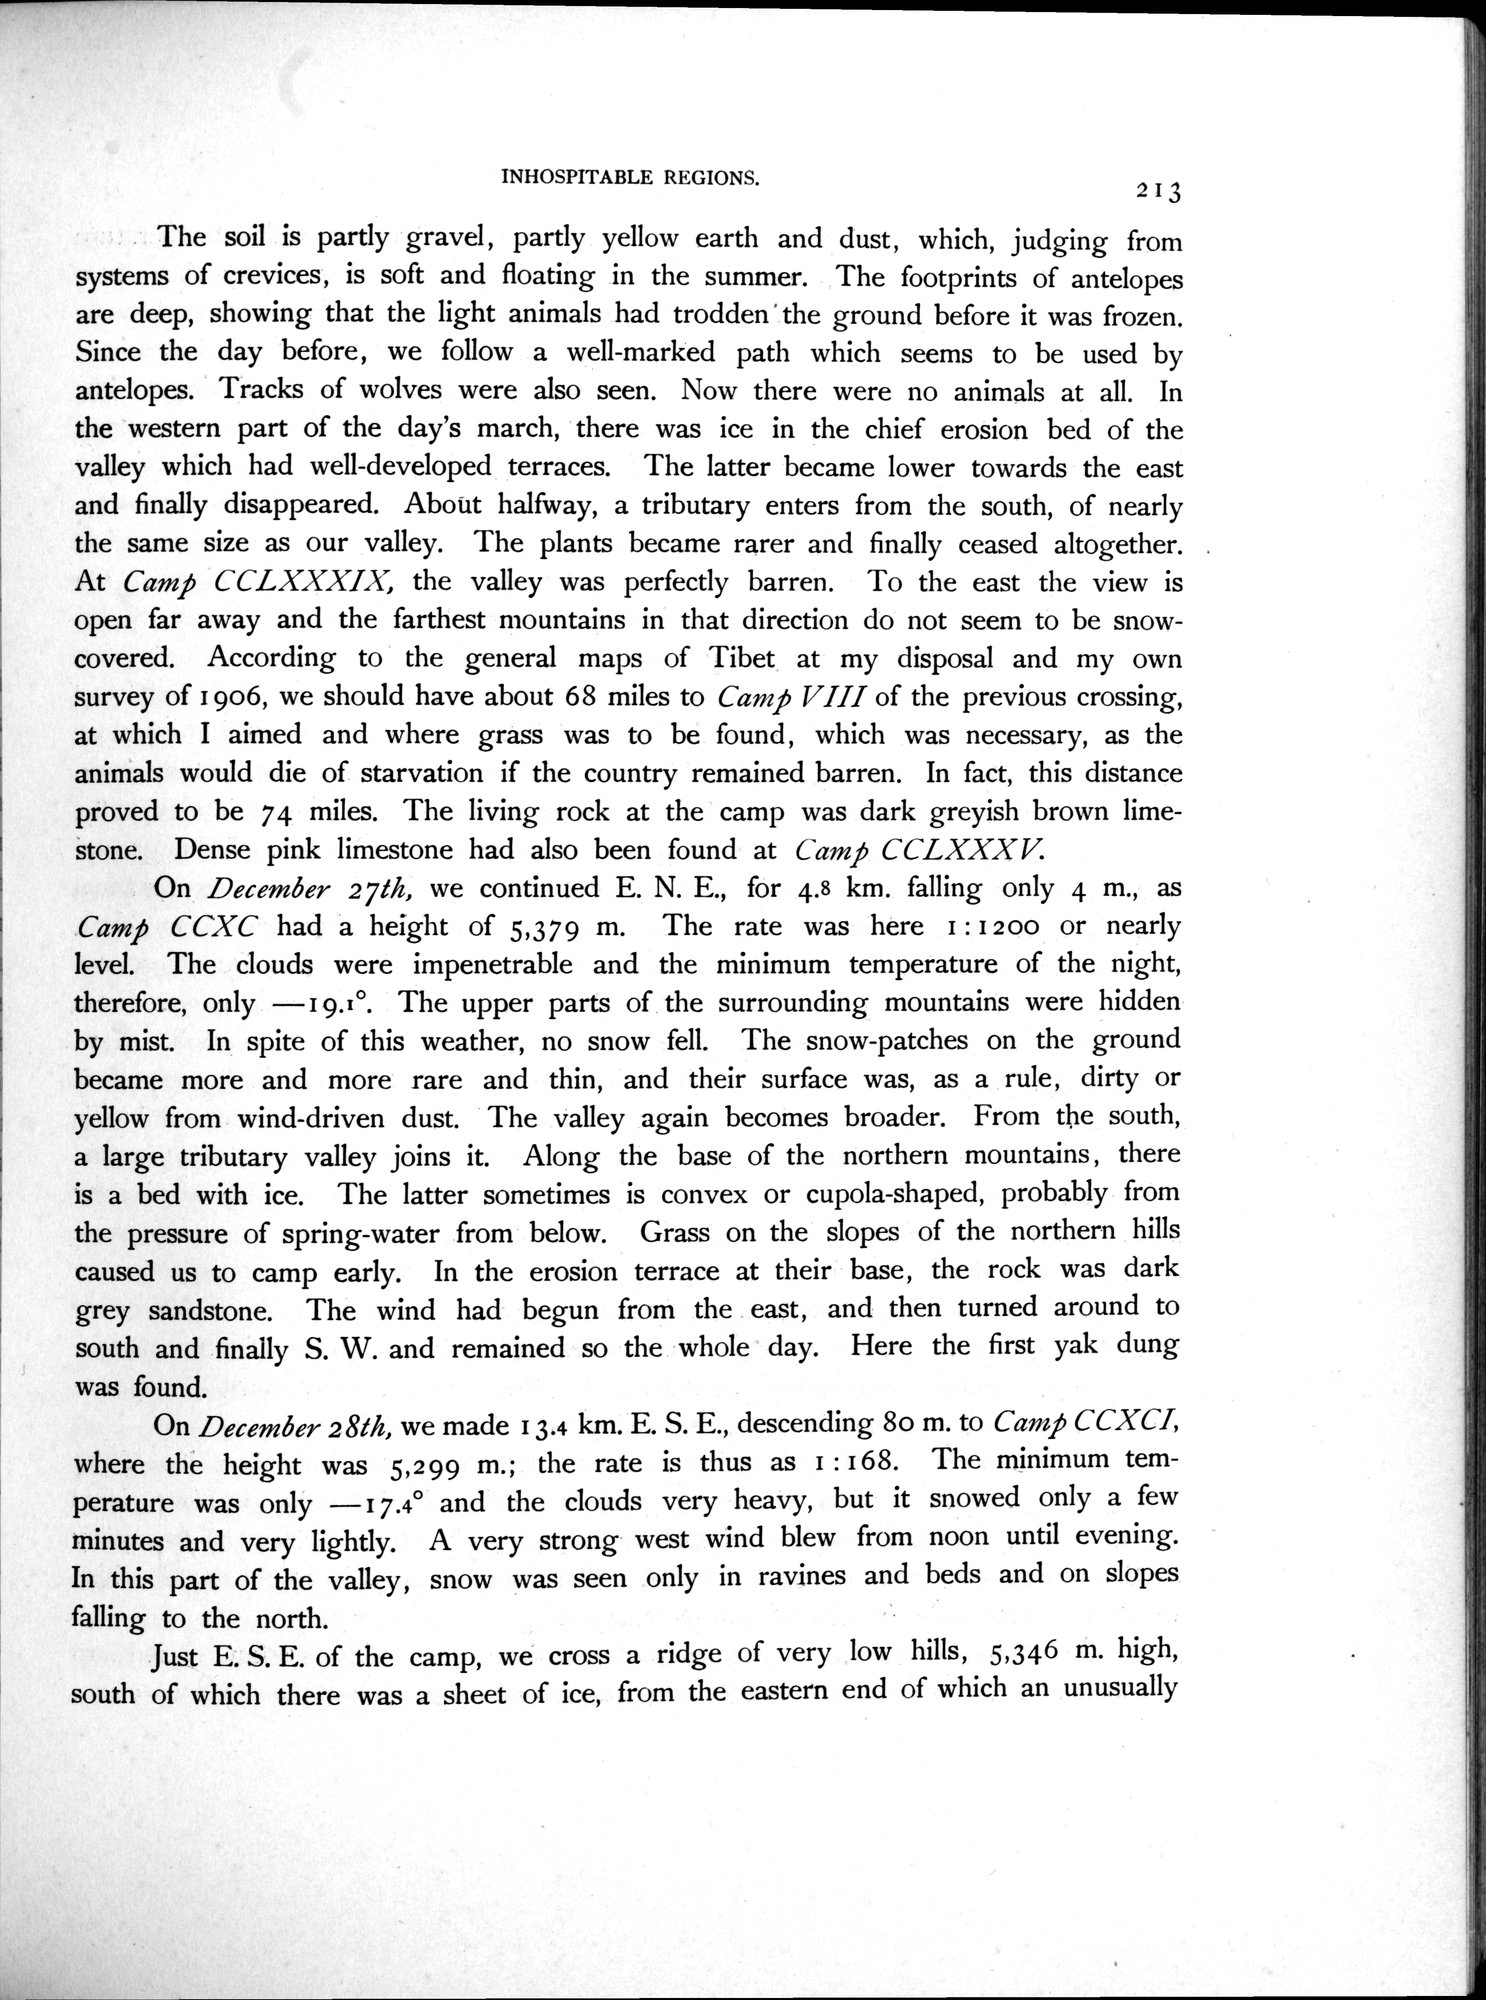 INHOSPITABLE REGIONS.
213
The soil is partly gravel, partly yellow earth and dust, which, judging from
systems of crevices, is soft and floating in the summer. The footprints of antelopes
are deep, showing that the light animals had trodden the ground before it was frozen.
Since the day before, we follow a well-marked path which seems to be used by
antelopes. Tracks of wolves were also seen. Now there were no animals at all. In
the western part of the day's march, there was ice in the chief erosion bed of the
valley which had well-developed terraces. The latter became lower towards the east
and finally disappeared. About halfway, a tributary enters from the south, of nearly
the same size as our valley. The plants became rarer and finally ceased altogether.
At Camp CCLXXXIX, the valley was perfectly barren. To the east the view is
open far away and the farthest mountains in that direction do not seem to be snow-
covered. According to the general maps of Tibet at my disposal and my own
survey of 1906, we should have about 68 miles to Camp VIII of the previous crossing,
at which I aimed and where grass was to be found, which was necessary, as the
animals would die of starvation if the country remained barren. In fact, this distance
proved to be 74 miles. The living rock at the camp was dark greyish brown lime-
stone. Dense pink limestone had also been found at Camp CCLXXXV.
On December 27th, we continued E. N. E., for 4.8 km. falling only 4 m., as
Camp CCXC had a height of 5,379 m. The rate was here 1:1200 or nearly
level. The clouds were impenetrable and the minimum temperature of the night,
therefore, only —19.1°. The upper parts of the surrounding mountains were hidden
by mist. In spite of this weather, no snow fell. The snow-patches on the ground
became more and more rare and thin, and their surface was, as a rule, dirty or
yellow from wind-driven dust. The valley again becomes broader. From the south,
a large tributary valley joins it. Along the base of the northern mountains, there
is a bed with ice. The latter sometimes is convex or cupola-shaped, probably from
the pressure of spring-water from below. Grass on the slopes of the northern hills
caused us to camp early. In the erosion terrace at their base, the rock was dark
grey sandstone. The wind had begun from the east, and then turned around to
south and finally S. W. and remained so the whole day. Here the first yak dung
was found.
On December 28th, we made 13.4 km. E. S. E., descending 80 m. to Camp CCXCI,
where the height was 5,299 m.; the rate is thus as 1:168. The minimum tem-
perature was only —17.4° and the clouds very heavy, but it snowed only a few
minutes and very lightly. A very strong west wind blew from noon until evening.
In this part of the valley, snow was seen only in ravines and beds and on slopes
falling to the north.
Just E. S. E. of the camp, we cross a ridge of very low hills, 5,346 m. high,
south of which there was a sheet of ice, from the eastern end of which an unusually